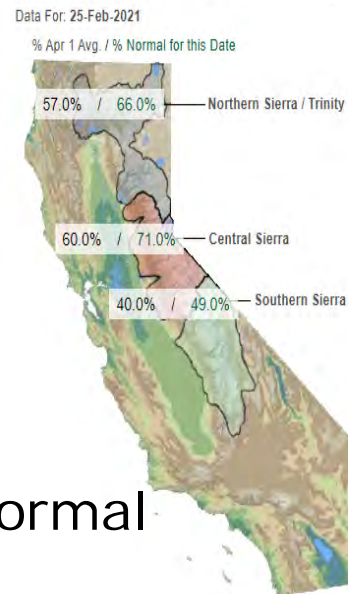 Data For: 25-Feb-2021
% Apr 1 Avg. / % Normal for this Date
57.0% / 66.0% Northern Sierra / Trinity
60.0% / 71.0% Central Sierra
40.0% / 49.0% Southern Sierra
ormal